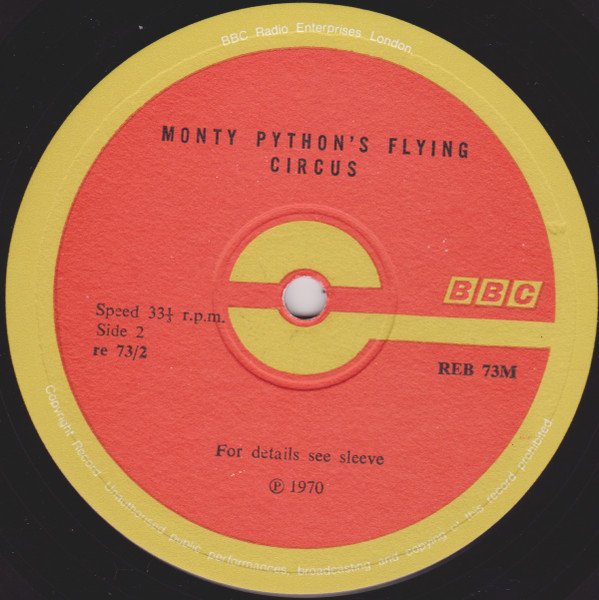 BBC Radio Enterprises London.
MONTY PYTHON'S FLYING
CIRCUS
BBC
Speed 33⅓ r.p.m.
Side 2
re 73/2
REB 73M
For details see sleeve
℗ 1970
Copyright Record. Unauthorised public performances, broadcasting and copying of this record prohibited.